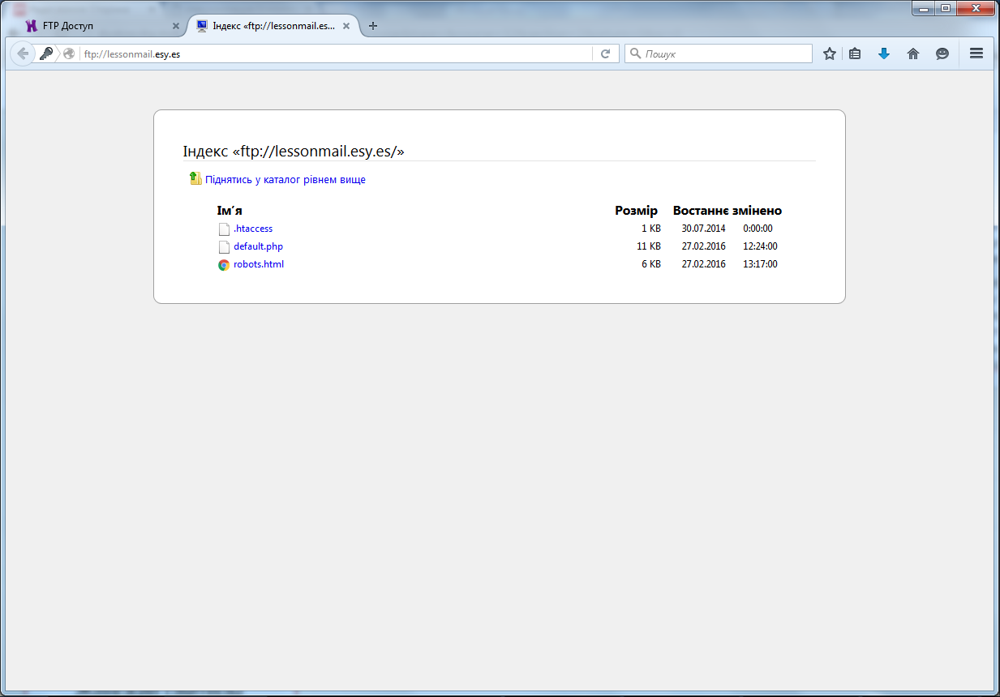 FTP Доступ
Індекс «ftp://lessonmail.es...
ftp://lessonmail.esy.es
Пошук
Індекс «ftp://lessonmail.esy.es/»
Піднятись у каталог рівнем вище
Ім’я Розмір Востаннє змінено
.htaccess 1 KB 30.07.2014 0:00:00
default.php 11 KB 27.02.2016 12:24:00
robots.html 6 KB 27.02.2016 13:17:00